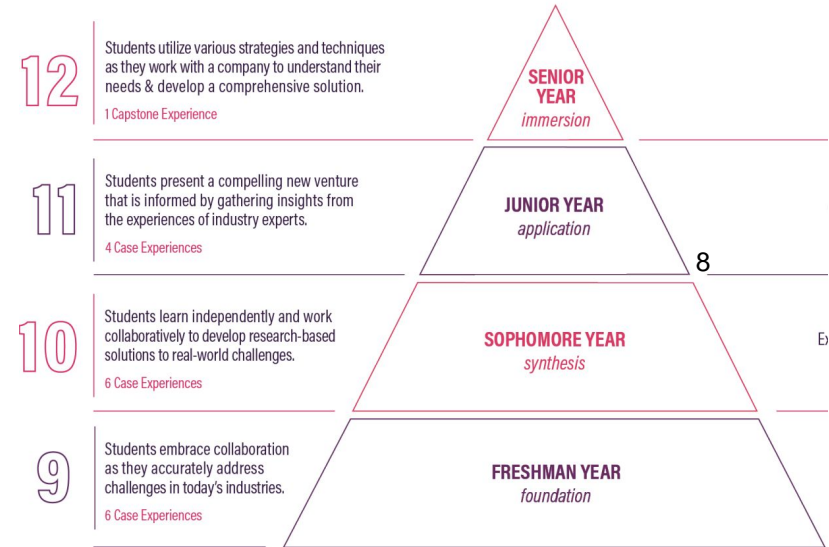 12
Students utilize various strategies and techniques
as they work with a company to understand their
needs & develop a comprehensive solution.
1 Capstone Experience
SENIOR
YEAR
immersion
11
Students present a compelling new venture
that is informed by gathering insights from
the experiences of industry experts.
4 Case Experiences
JUNIOR YEAR
application
8
10
Students learn independently and work
collaboratively to develop research-based
solutions to real-world challenges.
6 Case Experiences
SOPHOMORE YEAR
synthesis
Ex
9
Students embrace collaboration
as they accurately address
challenges in today's industries.
6 Case Experiences
FRESHMAN YEAR
foundation